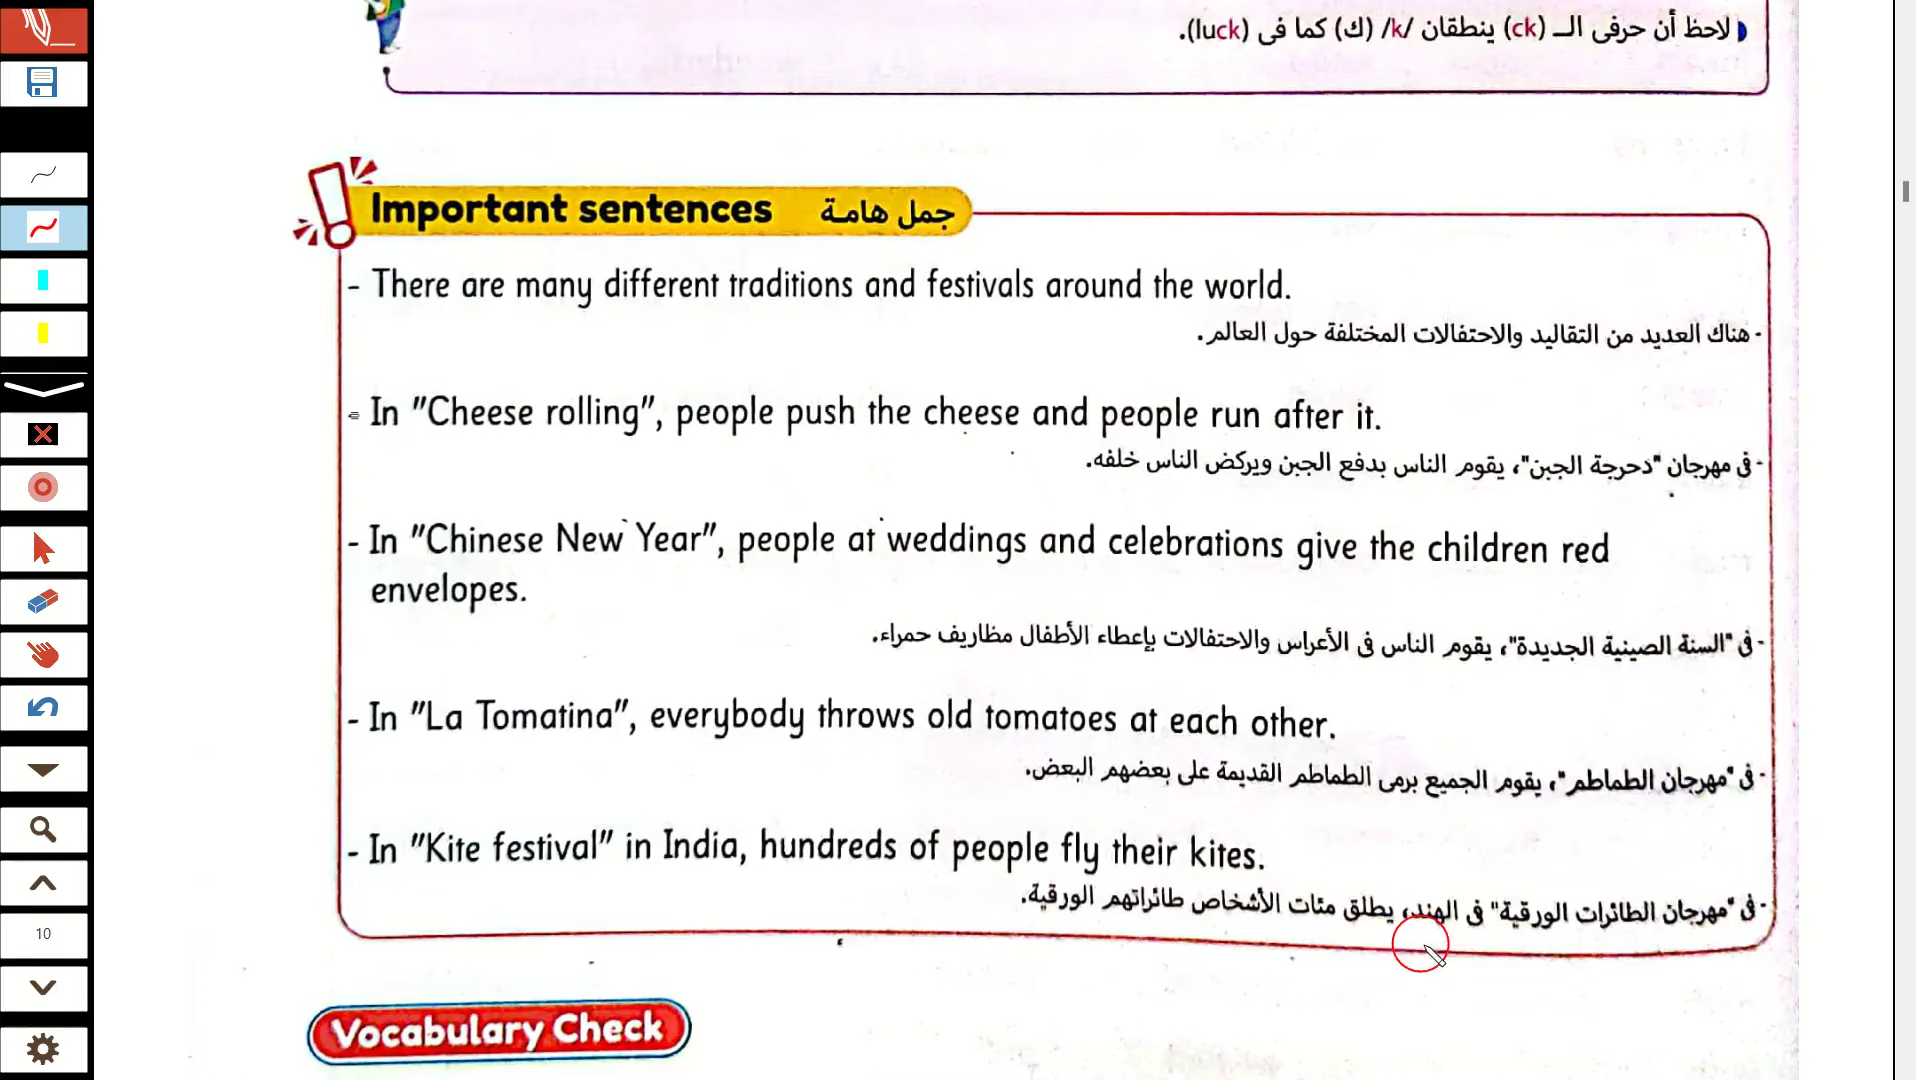 لاحظ أن حرفى الـ (ck) ينطقان /k/ (ك) كما فى (luck).
Important sentences جمل هامة
- There are many different traditions and festivals around the world.
- هناك العديد من التقاليد والاحتفالات المختلفة حول العالم.
- In "Cheese rolling", people push the cheese and people run after it.
- فى مهرجان "دحرجة الجبن"، يقوم الناس بدفع الجبن ويركض الناس خلفه.
- In "Chinese New Year", people at weddings and celebrations give the children red
envelopes.
- فى "السنة الصينية الجديدة"، يقوم الناس فى الأعراس والاحتفالات بإعطاء الأطفال مظاريف حمراء.
- In "La Tomatina", everybody throws old tomatoes at each other.
- فى "مهرجان الطماطم"، يقوم الجميع برمى الطماطم القديمة على بعضهم البعض.
- In "Kite festival" in India, hundreds of people fly their kites.
- فى "مهرجان الطائرات الورقية" فى الهند، يطلق مئات الأشخاص طائراتهم الورقية.
Vocabulary Check
10